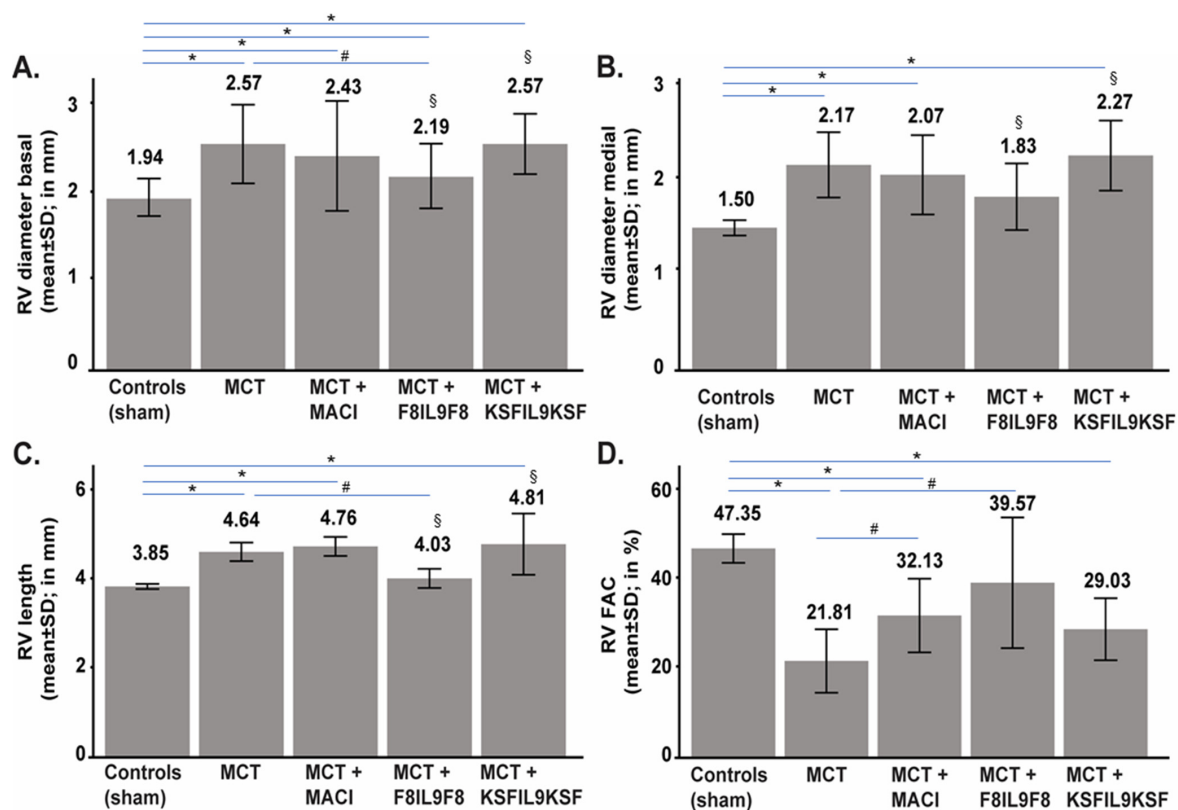 A.
* 
*
*
* #
2.57 2.43 § 2.19 § 2.57
1.94
RV diameter basal
(mean±SD; in mm)
3
2
1
0
Controls (sham)
MCT
MCT + MACI
MCT + F8IL9F8
MCT + KSFIL9KSF
B.
*
*
*
2.17 2.07 § 1.83 § 2.27
1.50
RV diameter medial
(mean±SD; in mm)
3
2
1
0
Controls (sham)
MCT
MCT + MACI
MCT + F8IL9F8
MCT + KSFIL9KSF
C.
*
*
* #
3.85 4.64 4.76 § 4.03 § 4.81
RV length
(mean±SD; in mm)
6
4
2
0
Controls (sham)
MCT
MCT + MACI
MCT + F8IL9F8
MCT + KSFIL9KSF
D.
*
*
* #
#
47.35 21.81 32.13 39.57 29.03
RV FAC
(mean±SD; in %)
60
40
20
0
Controls (sham)
MCT
MCT + MACI
MCT + F8IL9F8
MCT + KSFIL9KSF